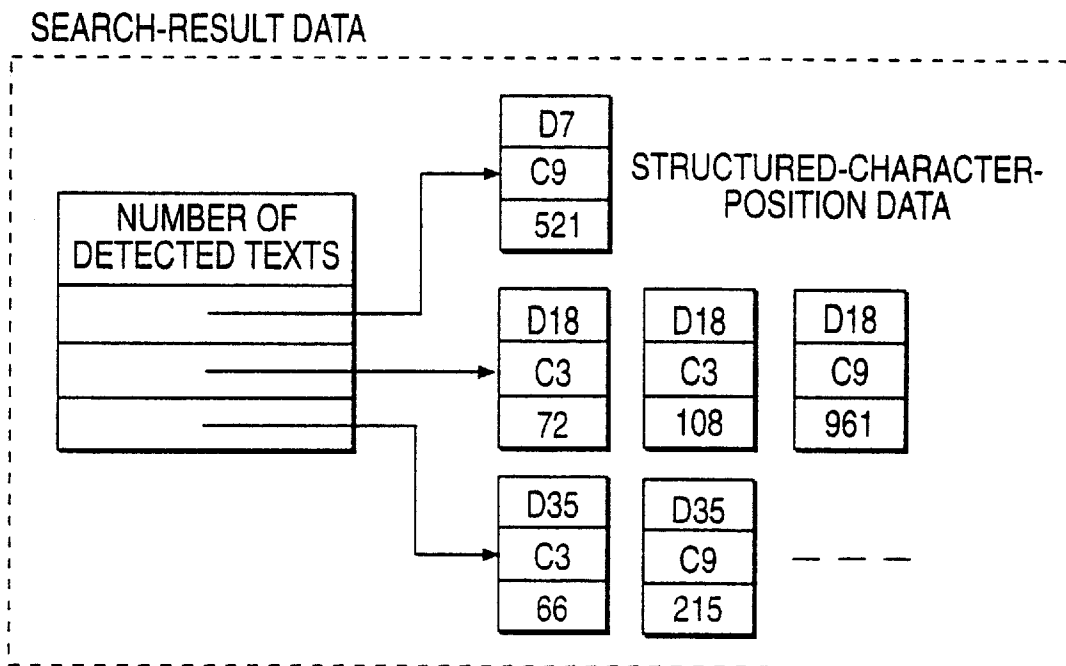 SEARCH-RESULT DATA
NUMBER OF
DETECTED TEXTS
D7
C9
521
STRUCTURED-CHARACTER-
POSITION DATA
D18
C3
72
D18
C3
108
D18
C9
961
D35
C3
66
D35
C9
215